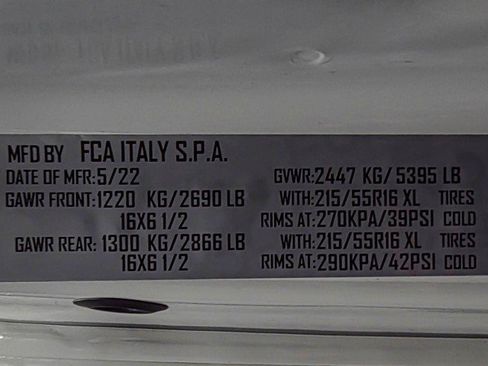 MFD BY FCA ITALY S.P.A.
DATE OF MFR:5/22 GVWR:2447 KG/5395 LB
GAWR FRONT:1220 KG/2690 LB WITH:215/55R16 XL TIRES
16X6 1/2 RIMS AT:270KPA/39PSI COLD
GAWR REAR:1300 KG/2866 LB WITH:215/55R16 XL TIRES
16X6 1/2 RIMS AT:290KPA/42PSI COLD